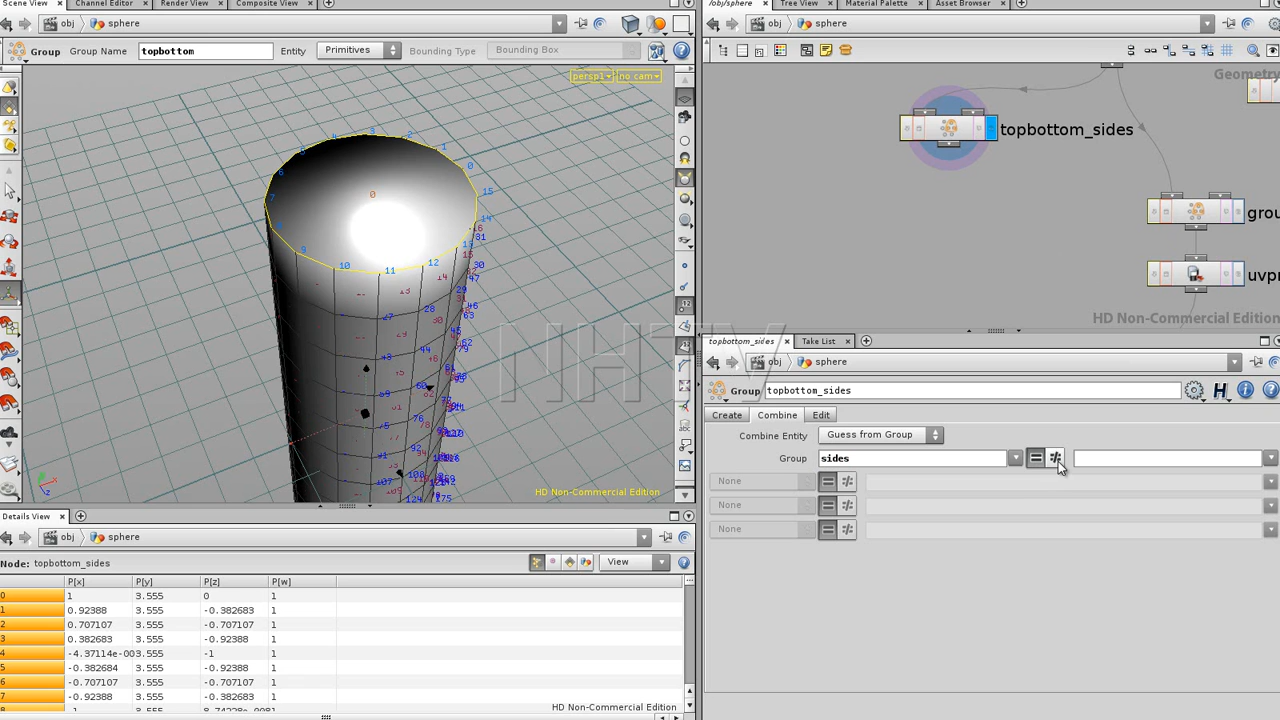 Scene View Channel Editor Render View Composite View
/obj/sphere Tree View Material Palette Asset Browser
obj sphere
obj sphere
Group Group Name topbottom Entity Primitives Bounding Type Bounding Box
persp1 no cam
Geometry
topbottom_sides
grou
uvpr
HD Non-Commercial Edition
NHTV
topbottom_sides Take List
obj sphere
Group topbottom_sides
Create Combine Edit
Combine Entity Guess from Group
Group sides
None
None
None
HD Non-Commercial Edition
Details View
obj sphere
Node: topbottom_sides View
P[x] P[y] P[z] P[w]
0 1 3.555 0 1
1 0.92388 3.555 -0.382683 1
2 0.707107 3.555 -0.707107 1
3 0.382683 3.555 -0.92388 1
4 -4.37114e-00 3.555 -1 1
5 -0.382684 3.555 -0.92388 1
6 -0.707107 3.555 -0.707107 1
7 -0.92388 3.555 -0.382683 1
HD Non-Commercial Edition